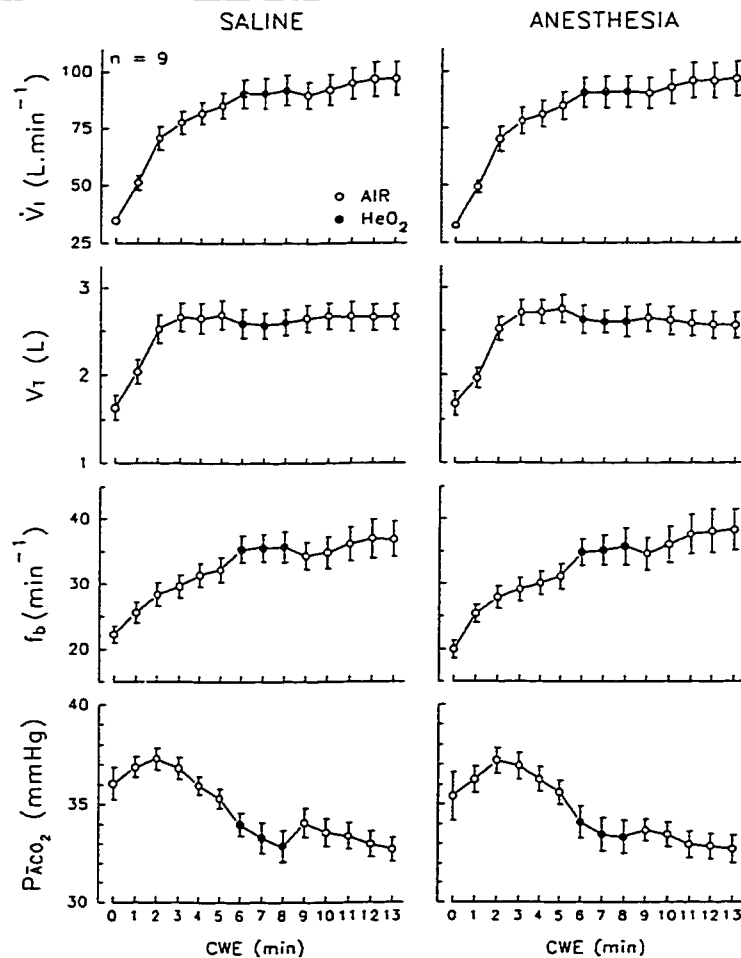 SALINE
ANESTHESIA
n = 9
V̇I (L.min⁻¹)
100
75
50
25
○ AIR
● HeO₂
VT (L)
3
2
1
fb (min⁻¹)
40
30
20
PĀCO₂ (mmHg)
40
35
30
0 1 2 3 4 5 6 7 8 9 10 11 12 13
0 1 2 3 4 5 6 7 8 9 10 11 12 13
CWE (min)
CWE (min)